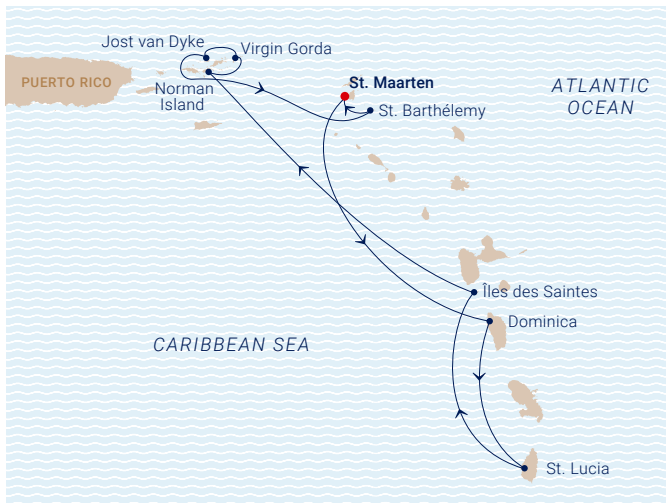 Jost van Dyke
Virgin Gorda
PUERTO RICO
Norman
Island
St. Maarten
St. Barthélemy
ATLANTIC
OCEAN
Îles des Saintes
Dominica
CARIBBEAN SEA
St. Lucia